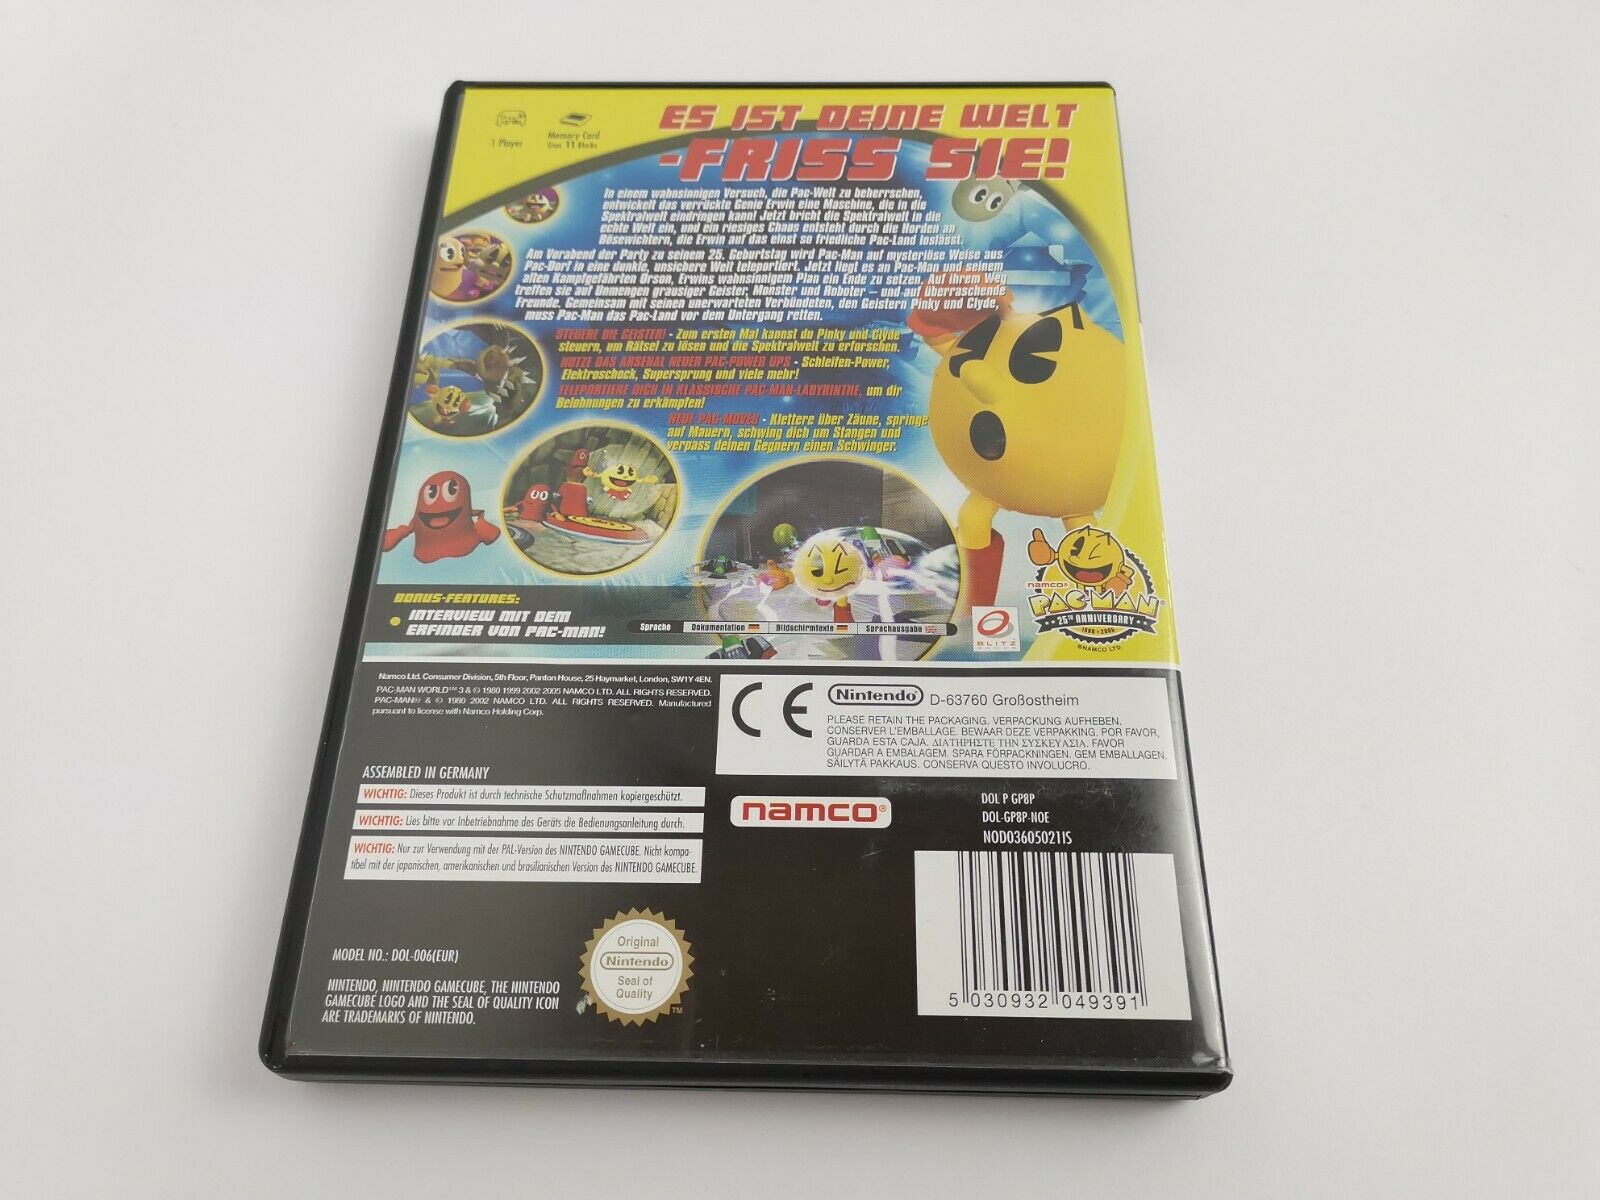 1 Player
Memory Card
Uses 11 Blocks
ES IST DEINE WELT
-FRISS SIE!
In einem wahnsinnigen Versuch, die Pac-Welt zu beherrschen,
entwickelt das verrückte Genie Erwin eine Maschine, die in die
Spektralwelt eindringen kann! Jetzt bricht die Spektralwelt in die
echte Welt ein, und ein riesiges Chaos entsteht durch die Horden an
Bösewichtern, die Erwin auf das einst so friedliche Pac-Land loslässt.
Am Vorabend der Party zu seinem 25. Geburtstag wird Pac-Man auf mysteriöse Weise aus
Pac-Dorf in eine dunkle, unsichere Welt teleportiert. Jetzt liegt es an Pac-Man und seinem
alten Kampfgefährten Orson, Erwins wahnsinnigem Plan ein Ende zu setzen. Auf ihrem Weg
treffen sie auf Unmengen grausiger Geister, Monster und Roboter – und auf überraschende
Freunde. Gemeinsam mit seinen unerwarteten Verbündeten, den Geistern Pinky und Clyde,
muss Pac-Man das Pac-Land vor dem Untergang retten.
STEUERE DIE GEISTER! - Zum ersten Mal kannst du Pinky und Clyde
steuern, um Rätsel zu lösen und die Spektralwelt zu erforschen.
NUTZE DAS ARSENAL NEUER PAC-POWER UPS - Schleifen-Power,
Elektroschock, Supersprung und viele mehr!
TELEPORTIERE DICH IN KLASSISCHE PAC-MAN-LABYRINTHE, um dir
Belohnungen zu erkämpfen!
NEUE PAC-MOVES - Klettere über Zäune, springe
auf Mauern, schwing dich um Stangen und
verpass deinen Gegnern einen Schwinger.
BONUS-FEATURES:
INTERVIEW MIT DEM
ERFINDER VON PAC-MAN!
Sprache Dokumentation Bildschirmtexte Sprachausgabe
BLITZ
GAMES
namco
PAC-MAN
25TH ANNIVERSARY
1980 - 2005
©NAMCO LTD.
Namco Ltd. Consumer Division, 5th Floor, Panton House, 25 Haymarket, London, SW1Y 4EN.
PAC-MAN WORLD™ 3 & © 1980 1999 2002 2005 NAMCO LTD. ALL RIGHTS RESERVED.
PAC-MAN® & © 1980 2002 NAMCO LTD. ALL RIGHTS RESERVED. Manufactured
pursuant to license with Namco Holding Corp.
CE
Nintendo® D-63760 Großostheim
PLEASE RETAIN THE PACKAGING. VERPACKUNG AUFHEBEN.
CONSERVER L'EMBALLAGE. BEWAAR DEZE VERPAKKING. POR FAVOR,
GUARDA ESTA CAJA. ΔΙΑΤΗΡΗΣΤΕ ΤΗΝ ΣΥΣΚΕΥΑΣΙΑ. FAVOR
GUARDAR A EMBALAGEM. SPARA FÖRPACKNINGEN. GEM EMBALLAGEN.
SÄILYTÄ PAKKAUS. CONSERVA QUESTO INVOLUCRO.
ASSEMBLED IN GERMANY
WICHTIG: Dieses Produkt ist durch technische Schutzmaßnahmen kopiergeschützt.
WICHTIG: Lies bitte vor Inbetriebnahme des Geräts die Bedienungsanleitung durch.
WICHTIG: Nur zur Verwendung mit der PAL-Version des NINTENDO GAMECUBE. Nicht kompa-
tibel mit der japanischen, amerikanischen und brasilianischen Version des NINTENDO GAMECUBE.
namco®
DOL P GP8P
DOL-GP8P-NOE
NOD036050211S
MODEL NO.: DOL-006(EUR)
NINTENDO, NINTENDO GAMECUBE, THE NINTENDO
GAMECUBE LOGO AND THE SEAL OF QUALITY ICON
ARE TRADEMARKS OF NINTENDO.
Original
Nintendo
Seal of
Quality
TM
5 030932 049391